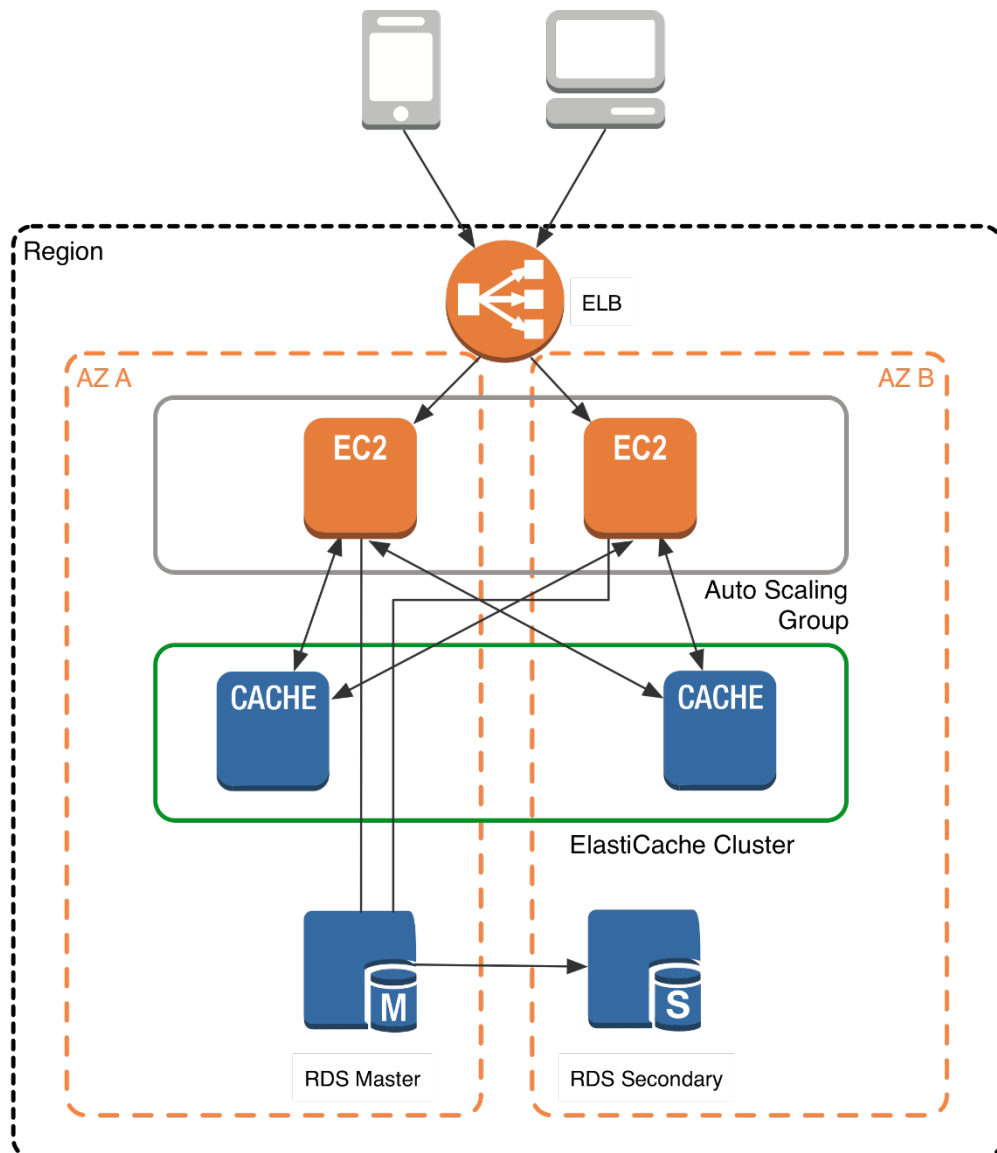 Region
ELB
AZ A
AZ B
EC2
EC2
Auto Scaling
Group
CACHE
CACHE
ElastiCache Cluster
M
S
RDS Master
RDS Secondary